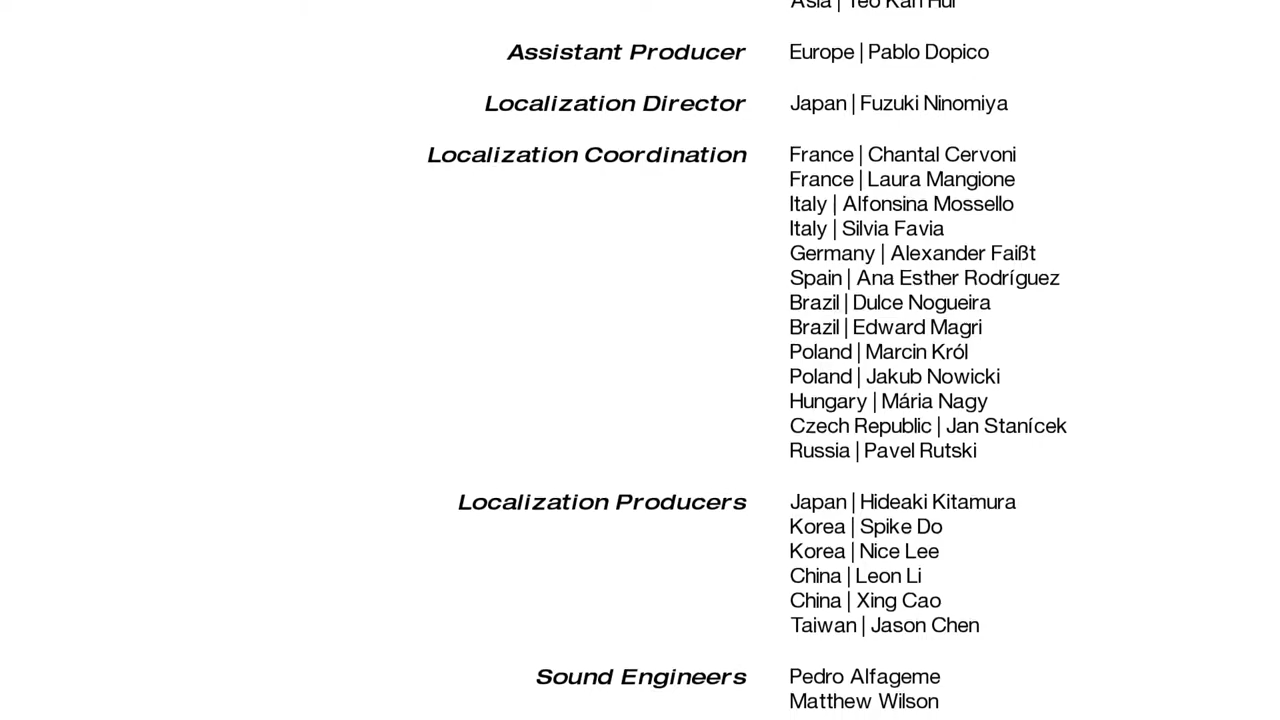 Asia | Teo Kah Hui
Assistant Producer Europe | Pablo Dopico
Localization Director Japan | Fuzuki Ninomiya
Localization Coordination France | Chantal Cervoni
France | Laura Mangione
Italy | Alfonsina Mossello
Italy | Silvia Favia
Germany | Alexander Faißt
Spain | Ana Esther Rodríguez
Brazil | Dulce Nogueira
Brazil | Edward Magri
Poland | Marcin Król
Poland | Jakub Nowicki
Hungary | Mária Nagy
Czech Republic | Jan Stanícek
Russia | Pavel Rutski
Localization Producers Japan | Hideaki Kitamura
Korea | Spike Do
Korea | Nice Lee
China | Leon Li
China | Xing Cao
Taiwan | Jason Chen
Sound Engineers Pedro Alfageme
Matthew Wilson